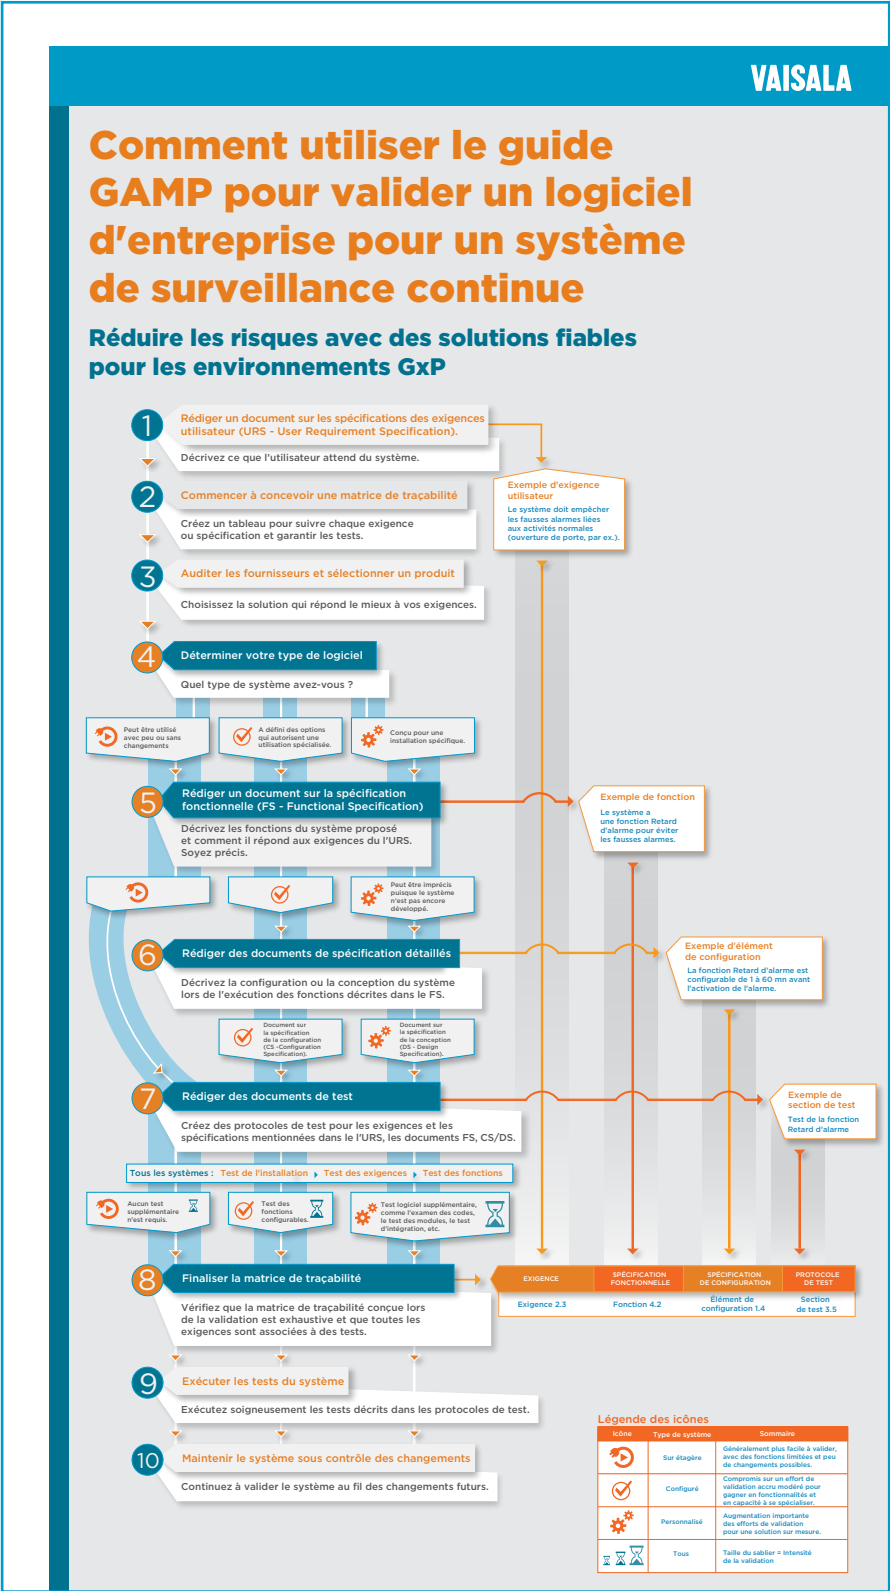 VAISALA
Comment utiliser le guide
GAMP pour valider un logiciel
d'entreprise pour un système
de surveillance continue
Réduire les risques avec des solutions fiables
pour les environnements GxP
1
Rédiger un document sur les spécifications des exigences
utilisateur (URS - User Requirement Specification).
Décrivez ce que l'utilisateur attend du système.
Exemple d'exigence
utilisateur
Le système doit empêcher
les fausses alarmes liées
aux activités normales
(ouverture de porte, par ex.).
2
Commencer à concevoir une matrice de traçabilité
Créez un tableau pour suivre chaque exigence
ou spécification et garantir les tests.
3
Auditer les fournisseurs et sélectionner un produit
Choisissez la solution qui répond le mieux à vos exigences.
4
Déterminer votre type de logiciel
Quel type de système avez-vous ?
Peut être utilisé
avec peu ou sans
changements
A défini des options
qui autorisent une
utilisation spécialisée.
Conçu pour une
installation spécifique.
5
Rédiger un document sur la spécification
fonctionnelle (FS - Functional Specification)
Décrivez les fonctions du système proposé
et comment il répond aux exigences du l'URS.
Soyez précis.
Exemple de fonction
Le système a
une fonction Retard
d'alarme pour éviter
les fausses alarmes.
Peut être imprécis
puisque le système
n'est pas encore
développé.
6
Rédiger des documents de spécification détaillés
Décrivez la configuration ou la conception du système
lors de l'exécution des fonctions décrites dans le FS.
Exemple d'élément
de configuration
La fonction Retard d'alarme est
configurable de 1 à 60 mn avant
l'activation de l'alarme.
Document sur
la spécification
de la configuration
(CS -Configuration
Specification).
Document sur
la spécification
de la conception
(DS - Design
Specification).
7
Rédiger des documents de test
Créez des protocoles de test pour les exigences et les
spécifications mentionnées dans le l'URS, les documents FS, CS/DS.
Exemple de
section de test
Test de la fonction
Retard d'alarme
Tous les systèmes : Test de l'installation Test des exigences Test des fonctions
Aucun test
supplémentaire
n'est requis.
Test des
fonctions
configurables.
Test logiciel supplémentaire,
comme l'examen des codes,
le test des modules, le test
d'intégration, etc.
8
Finaliser la matrice de traçabilité
Vérifiez que la matrice de traçabilité conçue lors
de la validation est exhaustive et que toutes les
exigences sont associées à des tests.
EXIGENCE
SPÉCIFICATION
FONCTIONNELLE
SPÉCIFICATION
DE CONFIGURATION
PROTOCOLE
DE TEST
Exigence 2.3
Fonction 4.2
Élément de
configuration 1.4
Section
de test 3.5
9
Exécuter les tests du système
Exécutez soigneusement les tests décrits dans les protocoles de test.
10
Maintenir le système sous contrôle des changements
Continuez à valider le système au fil des changements futurs.
Légende des icônes
Icône Type de système Sommaire
Sur étagère
Généralement plus facile à valider,
avec des fonctions limitées et peu
de changements possibles.
Configuré
Compromis sur un effort de
validation accru modéré pour
gagner en fonctionnalités et
en capacité à se spécialiser.
Personnalisé
Augmentation importante
des efforts de validation
pour une solution sur mesure.
Tous
Taille du sablier = Intensité
de la validation